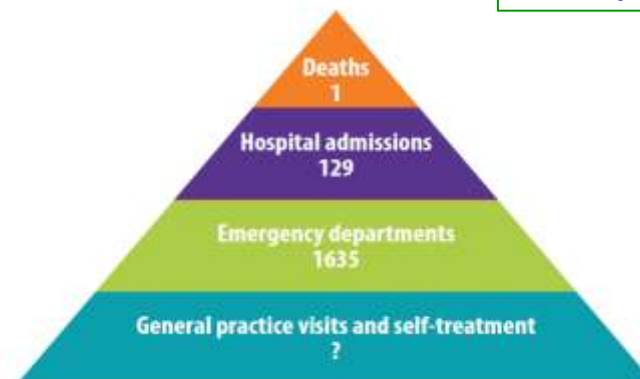 Deaths
1
Hospital admissions
129
Emergency departments
1635
General practice visits and self-treatment
?